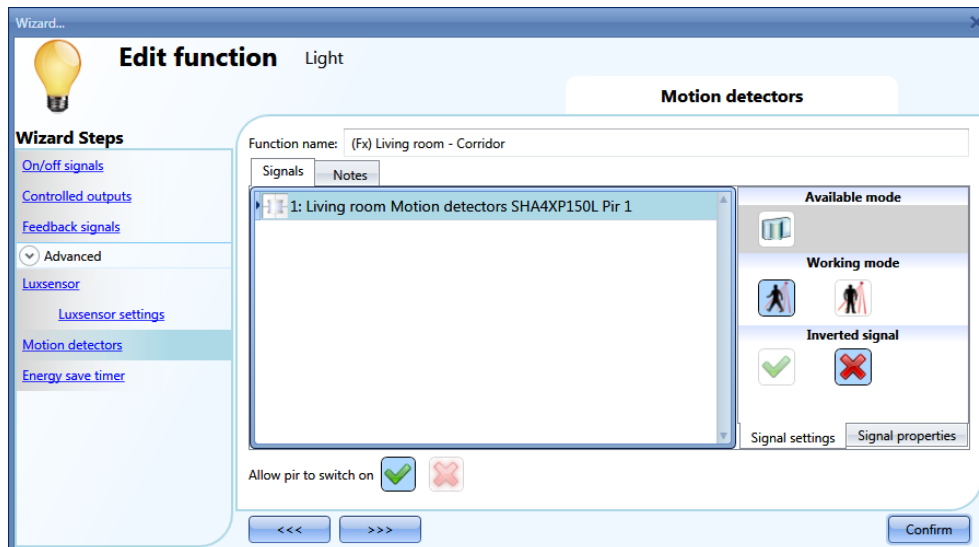 Wizard...
Edit function Light
Motion detectors
Wizard Steps
On/off signals
Controlled outputs
Feedback signals
Advanced
Luxsensor
Luxsensor settings
Motion detectors
Energy save timer
Function name: (Fx) Living room - Corridor
Signals Notes
1: Living room Motion detectors SHA4XP150L Pir 1
Available mode
Working mode
Inverted signal
Signal settings Signal properties
Allow pir to switch on
<<< >>> Confirm